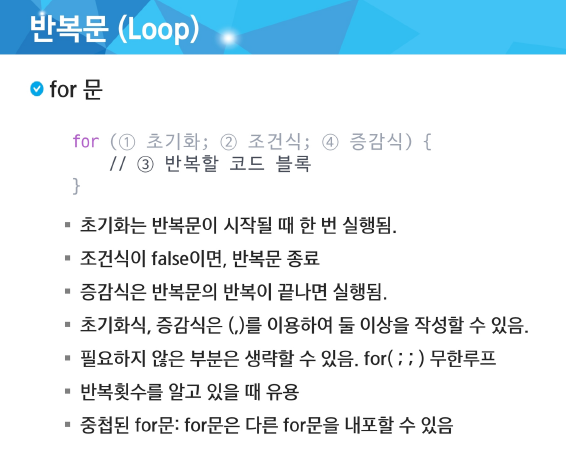 반복문 (Loop)
for 문
for (① 초기화; ② 조건식; ④ 증감식) {
// ③ 반복할 코드 블록
}
초기화는 반복문이 시작될 때 한 번 실행됨.
조건식이 false이면, 반복문 종료
증감식은 반복문의 반복이 끝나면 실행됨.
초기화식, 증감식은 (,)를 이용하여 둘 이상을 작성할 수 있음.
필요하지 않은 부분은 생략할 수 있음. for( ; ; ) 무한루프
반복횟수를 알고 있을 때 유용
중첩된 for문: for문은 다른 for문을 내포할 수 있음